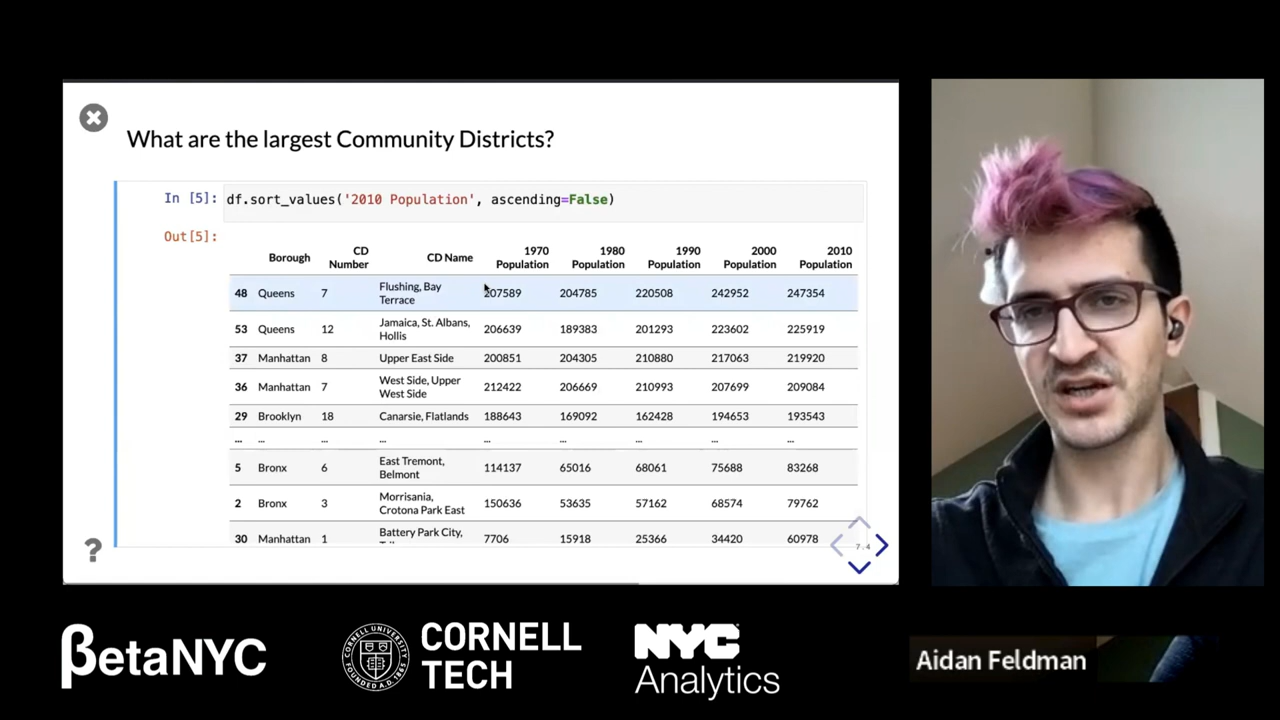 What are the largest Community Districts?
In [5]: df.sort_values('2010 Population', ascending=False)
Out[5]:
Borough CD Number CD Name 1970 Population 1980 Population 1990 Population 2000 Population 2010 Population
48 Queens 7 Flushing, Bay Terrace 207589 204785 220508 242952 247354
53 Queens 12 Jamaica, St. Albans, Hollis 206639 189383 201293 223602 225919
37 Manhattan 8 Upper East Side 200851 204305 210880 217063 219920
36 Manhattan 7 West Side, Upper West Side 212422 206669 210993 207699 209084
29 Brooklyn 18 Canarsie, Flatlands 188643 169092 162428 194653 193543
... ... ... ... ... ... ... ... ...
5 Bronx 6 East Tremont, Belmont 114137 65016 68061 75688 83268
2 Bronx 3 Morrisania, Crotona Park East 150636 53635 57162 68574 79762
30 Manhattan 1 Battery Park City, 7706 15918 25366 34420 60978
?
7.4
βetaNYC
CORNELL
TECH
NYC
Analytics
Aidan Feldman